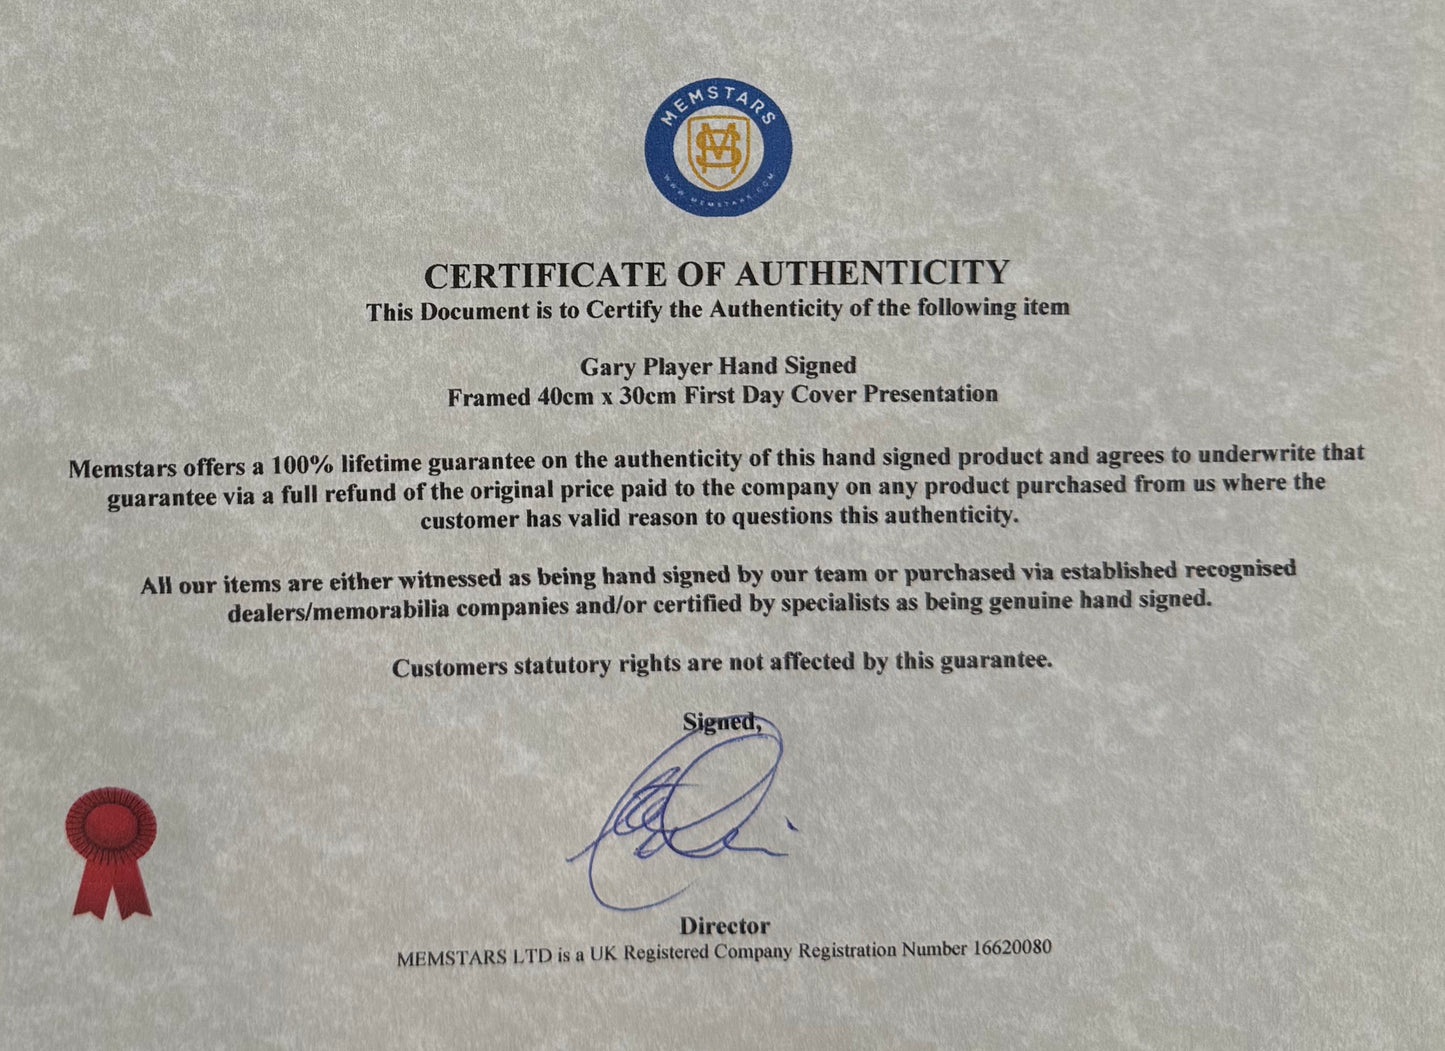 MEMSTARS
MS
WWW.MEMSTARS.COM
CERTIFICATE OF AUTHENTICITY
This Document is to Certify the Authenticity of the following item
Gary Player Hand Signed
Framed 40cm x 30cm First Day Cover Presentation
Memstars offers a 100% lifetime guarantee on the authenticity of this hand signed product and agrees to underwrite that
guarantee via a full refund of the original price paid to the company on any product purchased from us where the
customer has valid reason to questions this authenticity.
All our items are either witnessed as being hand signed by our team or purchased via established recognised
dealers/memorabilia companies and/or certified by specialists as being genuine hand signed.
Customers statutory rights are not affected by this guarantee.
Signed,
Director
MEMSTARS LTD is a UK Registered Company Registration Number 16620080